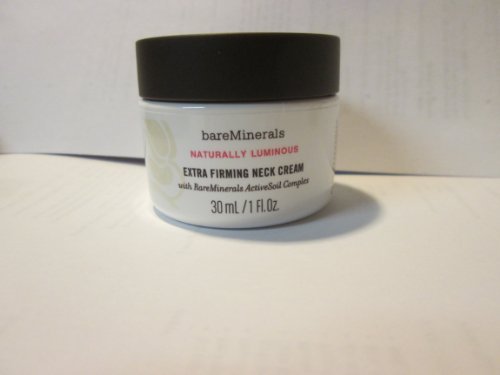 bareMinerals
NATURALLY LUMINOUS
EXTRA FIRMING NECK CREAM
with BareMinerals ActiveSoil Complex
30 mL / 1 Fl. Oz.